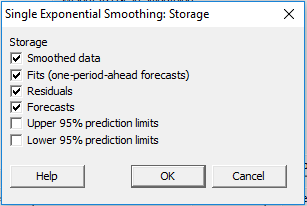 Single Exponential Smoothing: Storage
Storage
Smoothed data
Fits (one-period-ahead forecasts)
Residuals
Forecasts
Upper 95% prediction limits
Lower 95% prediction limits
Help OK Cancel